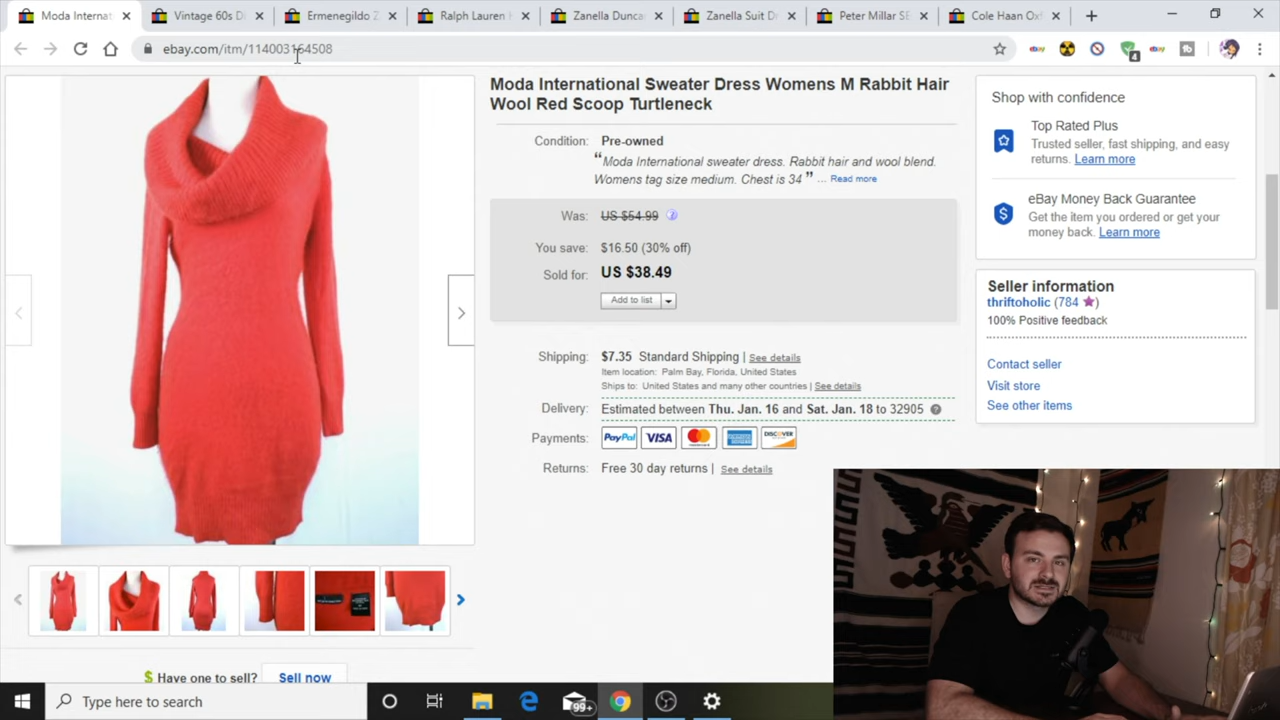 Moda Internat
Vintage 60s Di
Ermenegildo Z
Ralph Lauren H
Zanella Dunca
Zanella Suit D
Peter Millar SE
Cole Haan Oxf
ebay.com/itm/114003164508
4
Moda International Sweater Dress Womens M Rabbit Hair
Wool Red Scoop Turtleneck
Condition: Pre-owned
"Moda International sweater dress. Rabbit hair and wool blend.
Womens tag size medium. Chest is 34 " ... Read more
Was: US $54.99
You save: $16.50 (30% off)
Sold for: US $38.49
Add to list
Shipping: $7.35 Standard Shipping | See details
Item location: Palm Bay, Florida, United States
Ships to: United States and many other countries | See details
Delivery: Estimated between Thu. Jan. 16 and Sat. Jan. 18 to 32905
Payments: PayPal VISA MasterCard AMERICAN EXPRESS DISCOVER
Returns: Free 30 day returns | See details
Shop with confidence
Top Rated Plus
Trusted seller, fast shipping, and easy
returns. Learn more
eBay Money Back Guarantee
Get the item you ordered or get your
money back. Learn more
Seller information
thriftoholic (784 )
100% Positive feedback
Contact seller
Visit store
See other items
Have one to sell? Sell now
Type here to search
99+